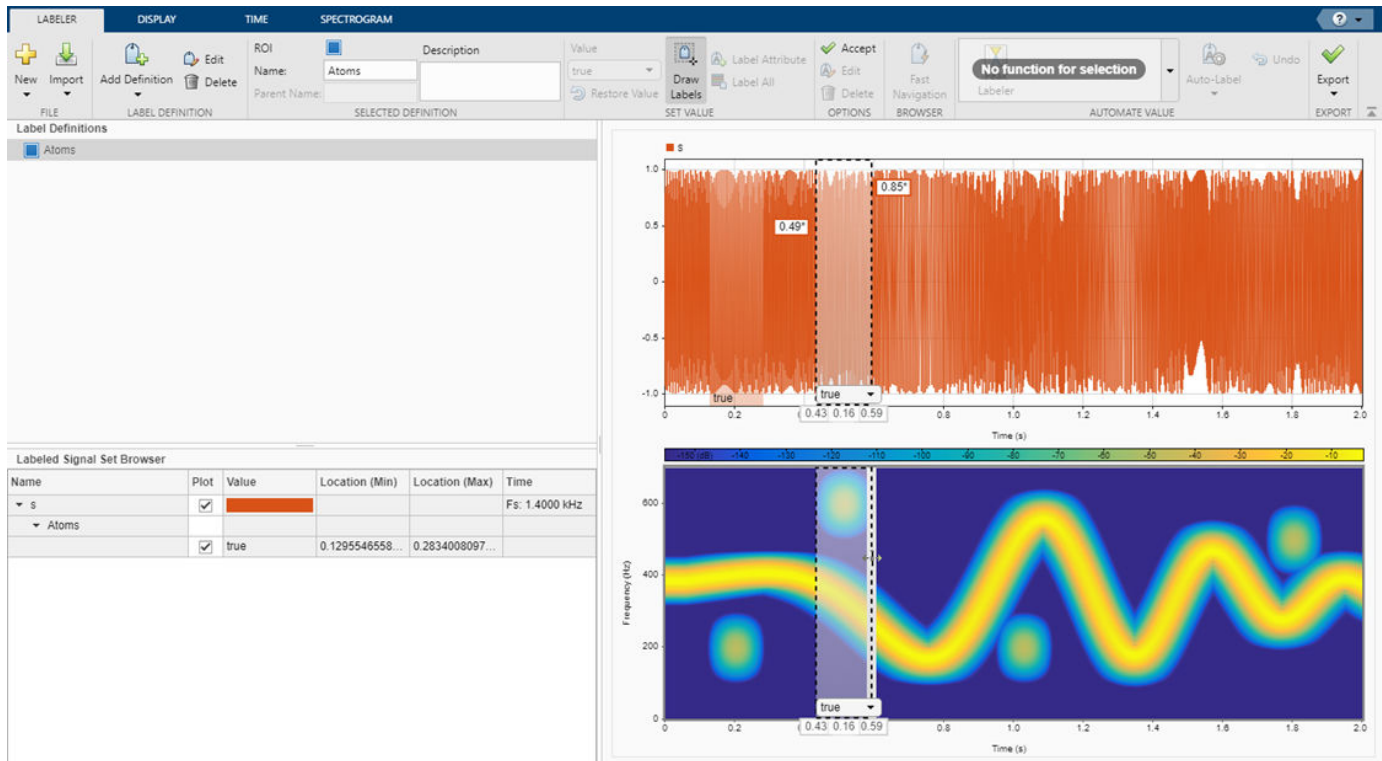 LABELER DISPLAY TIME SPECTROGRAM
?
New Import Add Definition Edit Delete ROI Name: Atoms Parent Name: Description Value true Restore Value Draw Labels Label Attribute Label All Accept Edit Delete Fast Navigation No function for selection Labeler Auto-Label Undo Export
FILE LABEL DEFINITION SELECTED DEFINITION SET VALUE OPTIONS BROWSER AUTOMATE VALUE EXPORT
Label Definitions
Atoms
s
1.0
0.85*
0.5
0.49*
0
-0.5
-1.0
true true
0 0.2 0.43 0.16 0.59 0.8 1.0 1.2 1.4 1.6 1.8 2.0
Time (s)
Labeled Signal Set Browser
Name Plot Value Location (Min) Location (Max) Time
s Fs: 1.4000 kHz
Atoms
true 0.1295546558... 0.2834008097...
-150 (dB) -140 -130 -120 -110 -100 -90 -80 -70 -60 -50 -40 -30 -20 -10
600
400
Frequency (Hz)
200
true
0
0 0.2 0.43 0.16 0.59 0.8 1.0 1.2 1.4 1.6 1.8 2.0
Time (s)